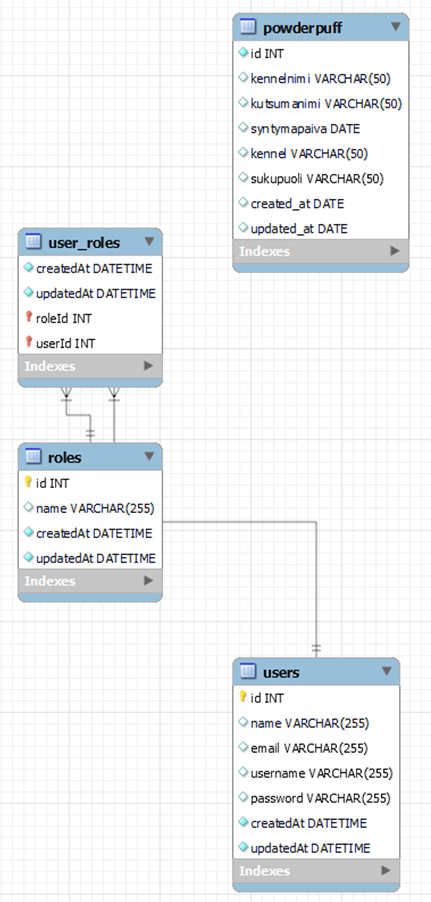 powderpuff
id INT
kennelnimi VARCHAR(50)
kutsumanimi VARCHAR(50)
syntymapaiva DATE
kennel VARCHAR(50)
sukupuoli VARCHAR(50)
created_at DATE
updated_at DATE
Indexes
user_roles
createdAt DATETIME
updatedAt DATETIME
roleId INT
userId INT
Indexes
roles
id INT
name VARCHAR(255)
createdAt DATETIME
updatedAt DATETIME
Indexes
users
id INT
name VARCHAR(255)
email VARCHAR(255)
username VARCHAR(255)
password VARCHAR(255)
createdAt DATETIME
updatedAt DATETIME
Indexes